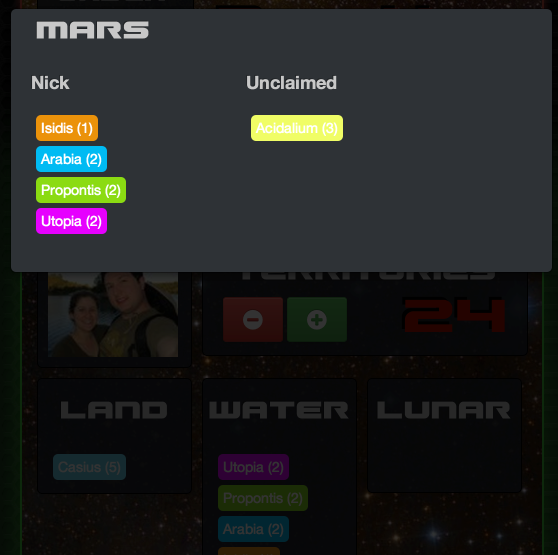 MARS
Nick
Unclaimed
Isidis (1)
Acidalium (3)
Arabia (2)
Propontis (2)
Utopia (2)
TERRITORIES
24
LAND
WATER
LUNAR
Casius (5)
Utopia (2)
Propontis (2)
Arabia (2)